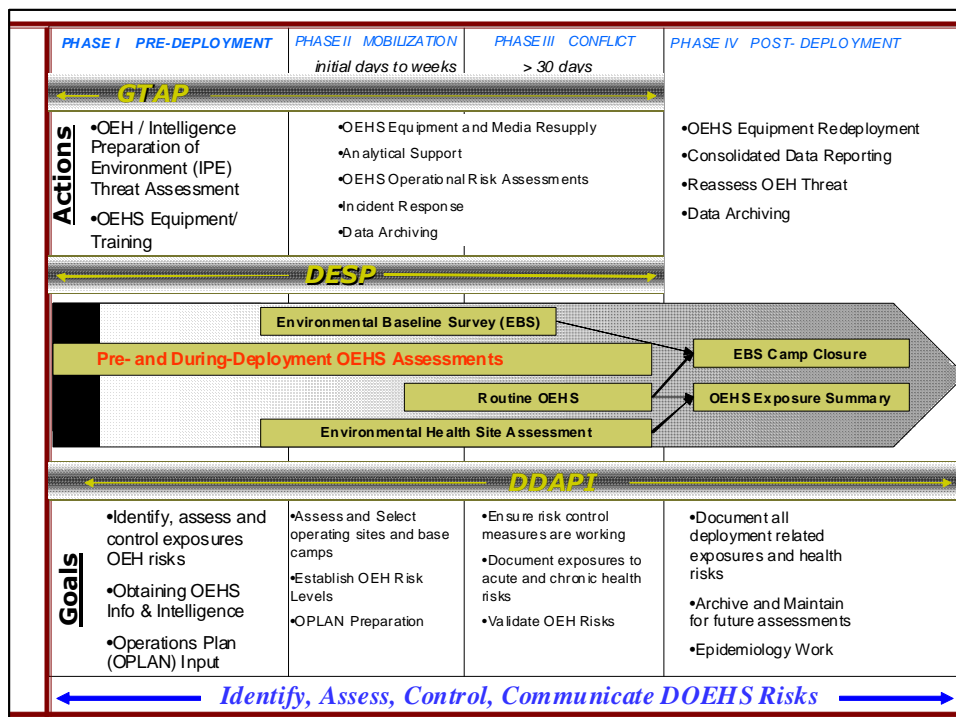 PHASE I PRE-DEPLOYMENT
PHASE II MOBILIZATION
PHASE III CONFLICT
PHASE IV POST- DEPLOYMENT
initial days to weeks
> 30 days
GTAP
Actions
•OEH / Intelligence
Preparation of
Environment (IPE)
Threat Assessment
•OEHS Equipment/
Training
•OEHS Equipment and Media Resupply
•Analytical Support
•OEHS Operational Risk Assessments
•Incident Response
•Data Archiving
•OEHS Equipment Redeployment
•Consolidated Data Reporting
•Reassess OEH Threat
•Data Archiving
DESP
Environmental Baseline Survey (EBS)
Pre- and During-Deployment OEHS Assessments
EBS Camp Closure
Routine OEHS
OEHS Exposure Summary
Environmental Health Site Assessment
DDAPI
Goals
•Identify, assess and
control exposures
OEH risks
•Obtaining OEHS
Info & Intelligence
•Operations Plan
(OPLAN) Input
•Assess and Select
operating sites and base
camps
•Establish OEH Risk
Levels
•OPLAN Preparation
•Ensure risk control
measures are working
•Document exposures to
acute and chronic health
risks
•Validate OEH Risks
•Document all
deployment related
exposures and health
risks
•Archive and Maintain
for future assessments
•Epidemiology Work
Identify, Assess, Control, Communicate DOEHS Risks